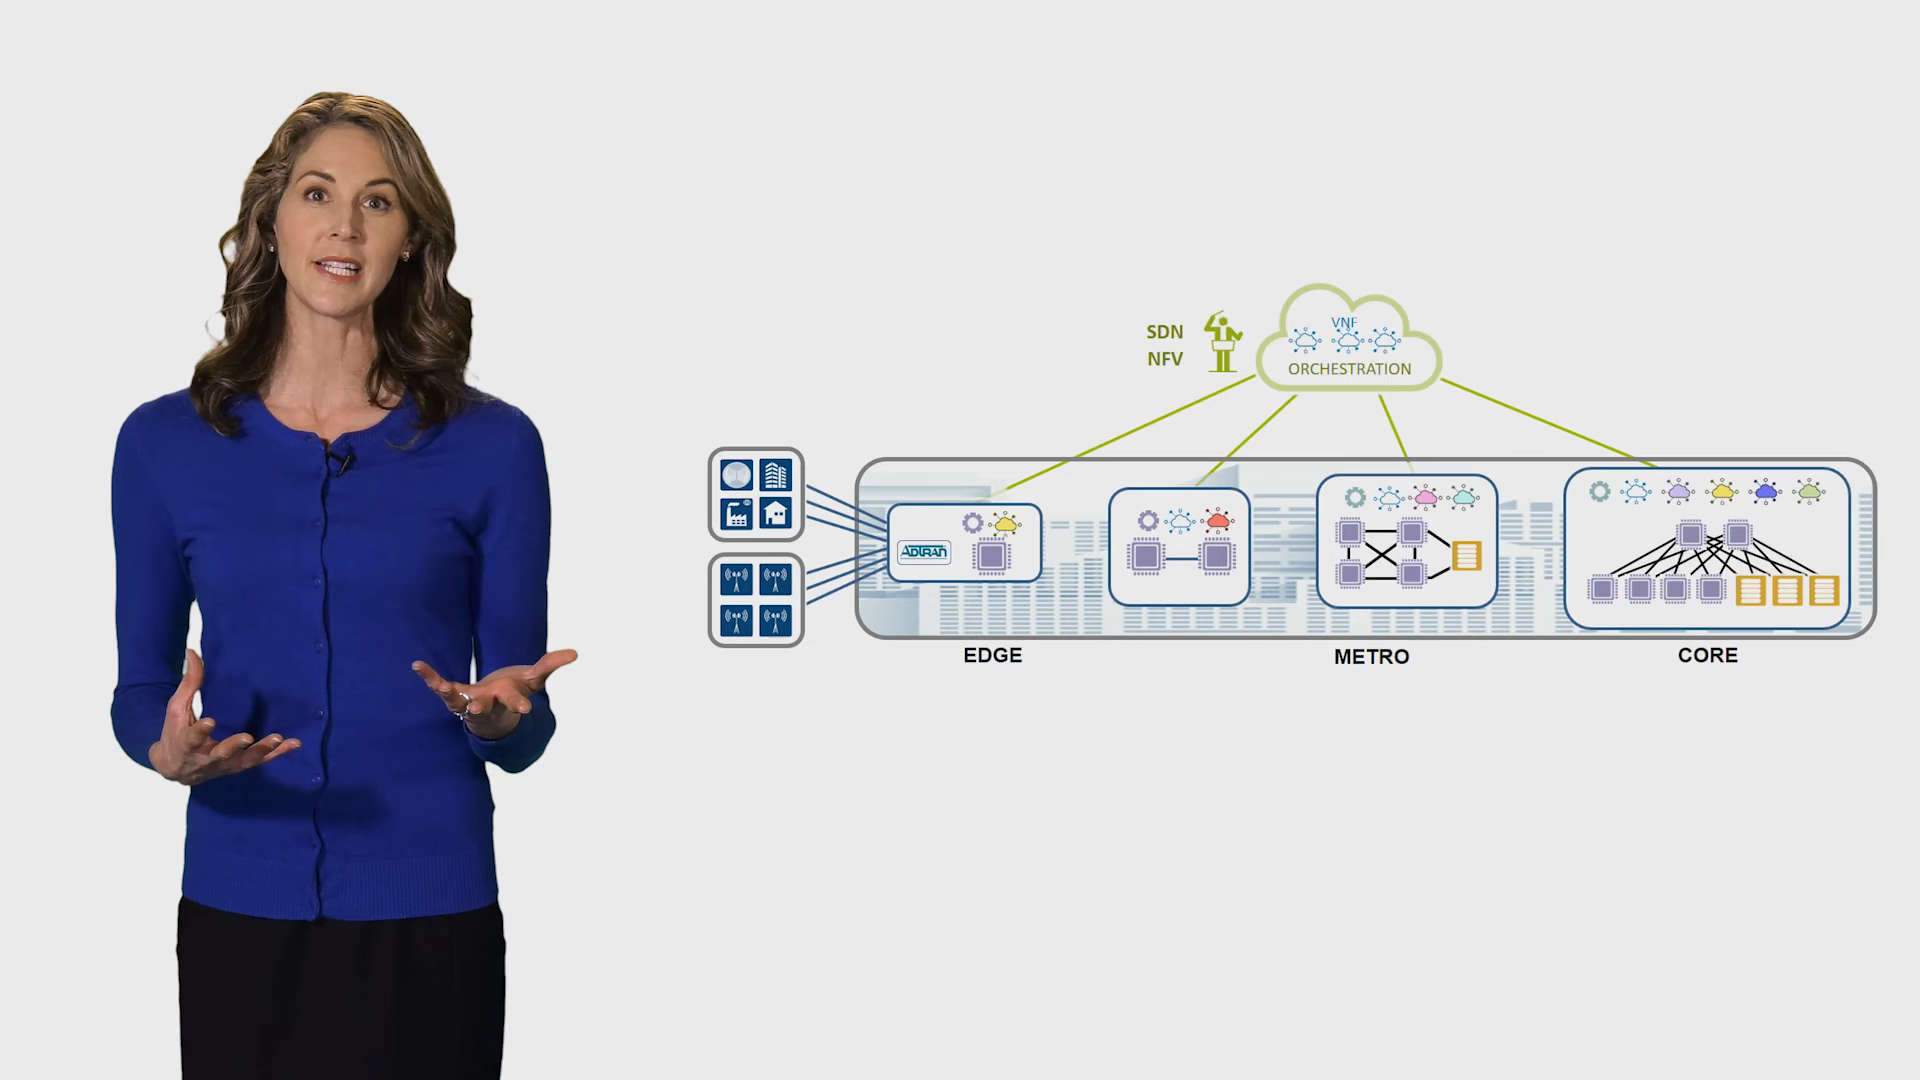 VNF
SDN
NFV
ORCHESTRATION
ADTRAN
EDGE
METRO
CORE